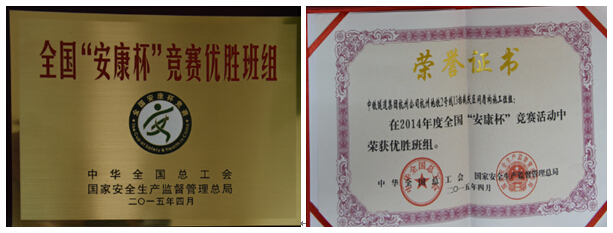 全国“安康杯”竞赛优胜班组
安
中华全国总工会
国家安全生产监督管理总局
二〇一五年四月
荣誉证书
在2014年度全国“安康杯”竞赛活动中
荣获优胜班组。
中华全国总工会 国家安全生产监督管理总局
二〇一五年四月